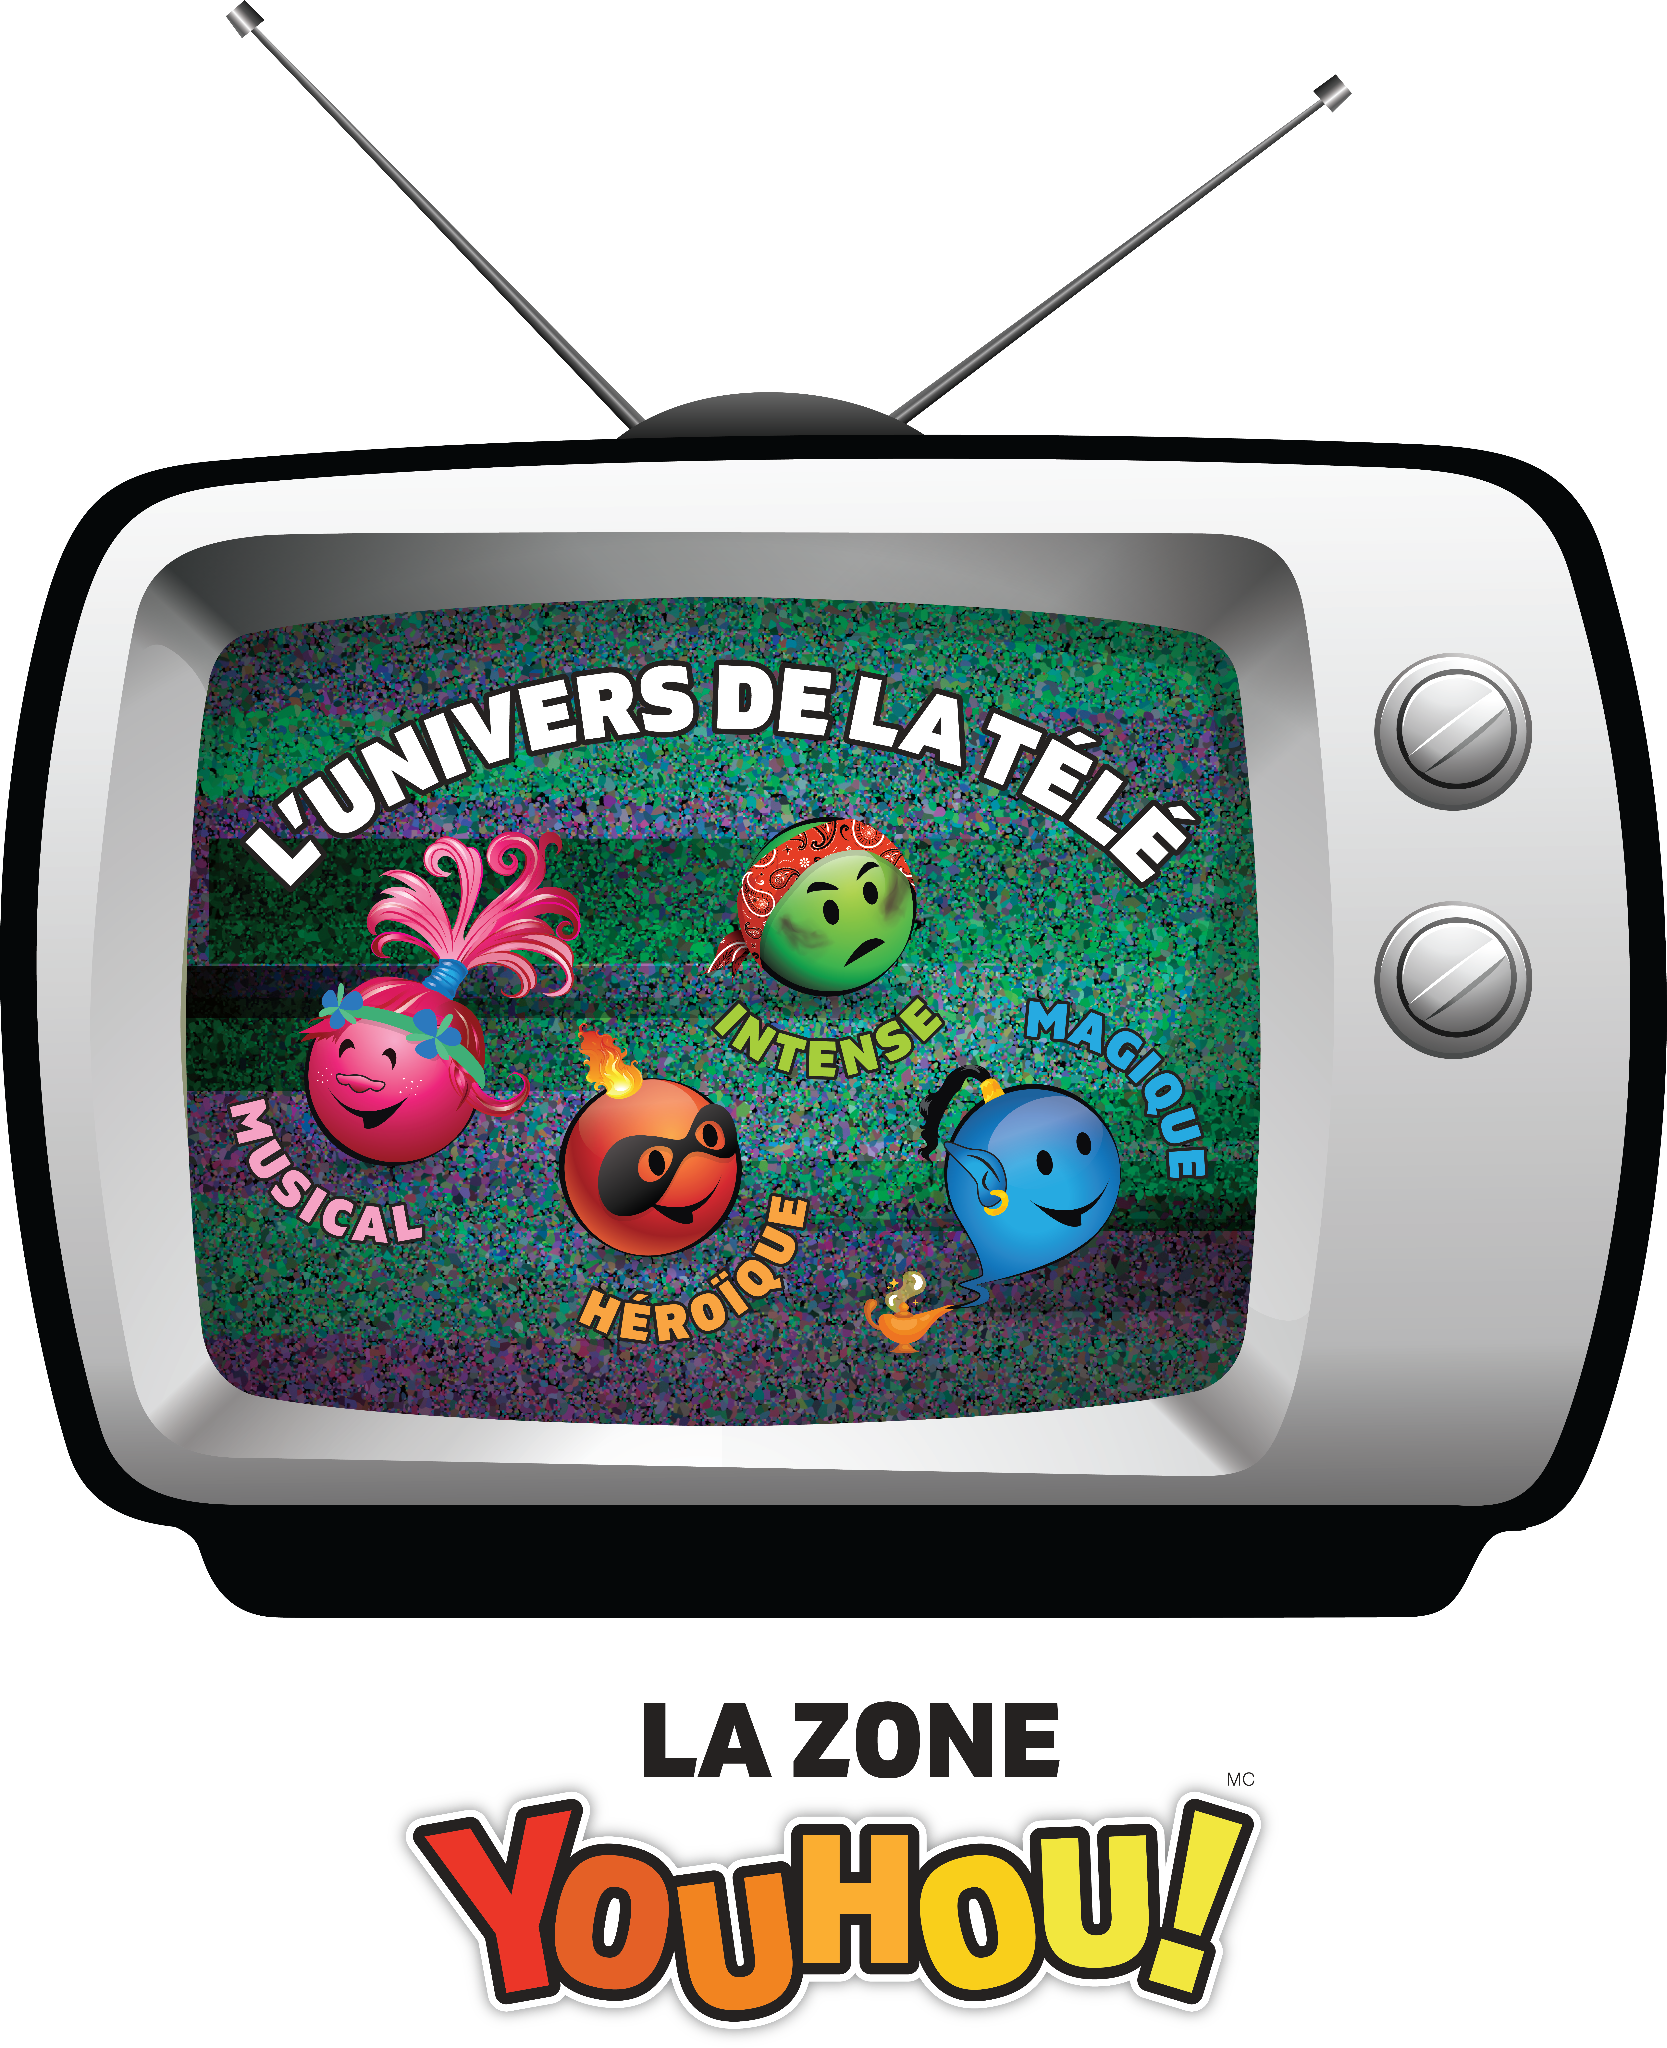 L'UNIVERS DE LA TÉLÉ
INTENSE
MAGIQUE
MUSICAL
HÉROÏQUE
LA ZONE
MC
YOUHOU!